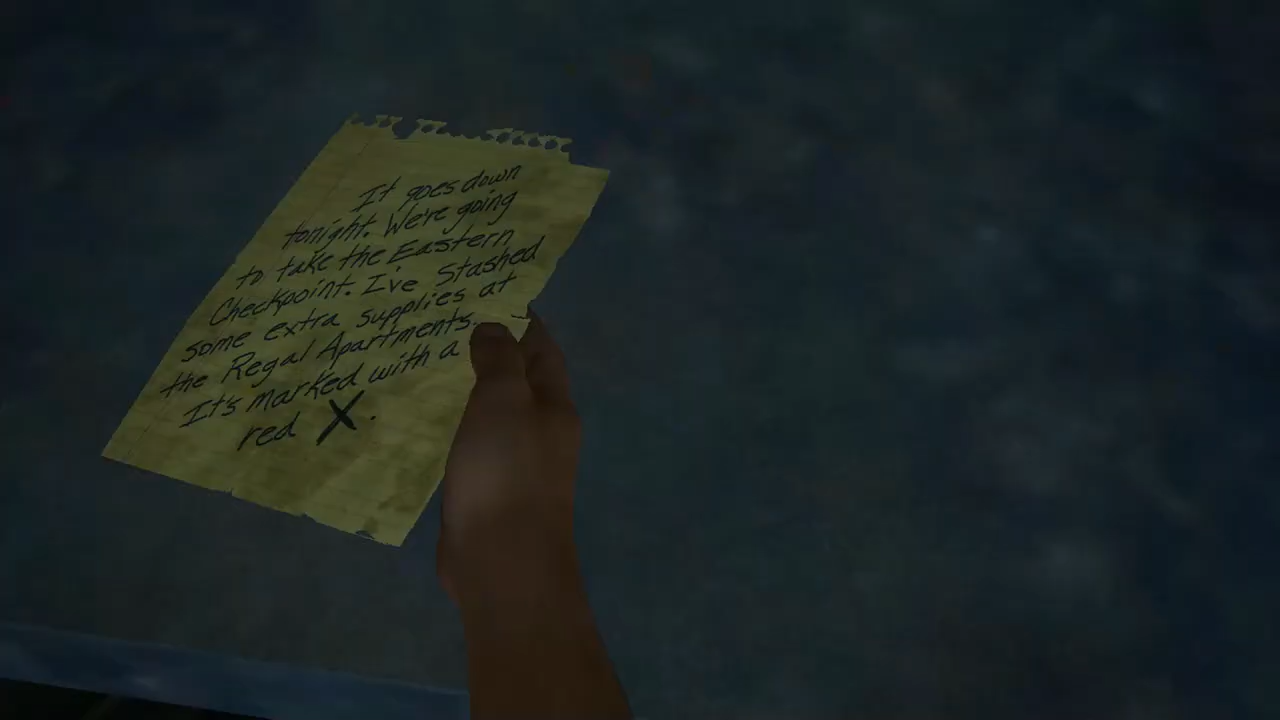 It goes down
tonight. We're going
to take the Eastern
Checkpoint. I've Stashed
some extra supplies at
the Regal Apartments.
It's marked with a
red X.